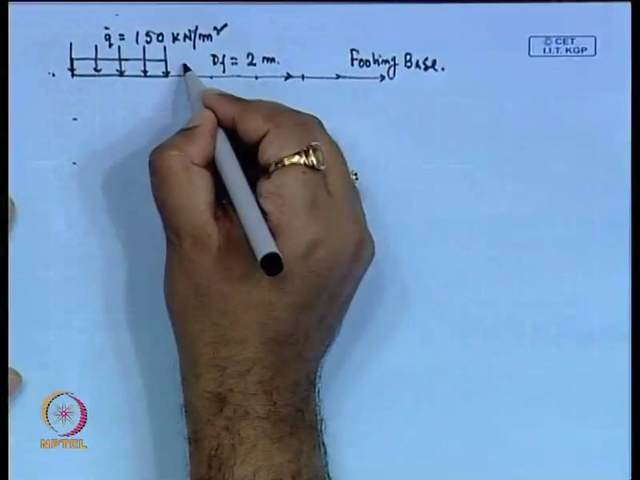 q̄ = 150 kN/m²
Df = 2 m.
Footing Base.
© CET
I.I.T. KGP
NPTEL